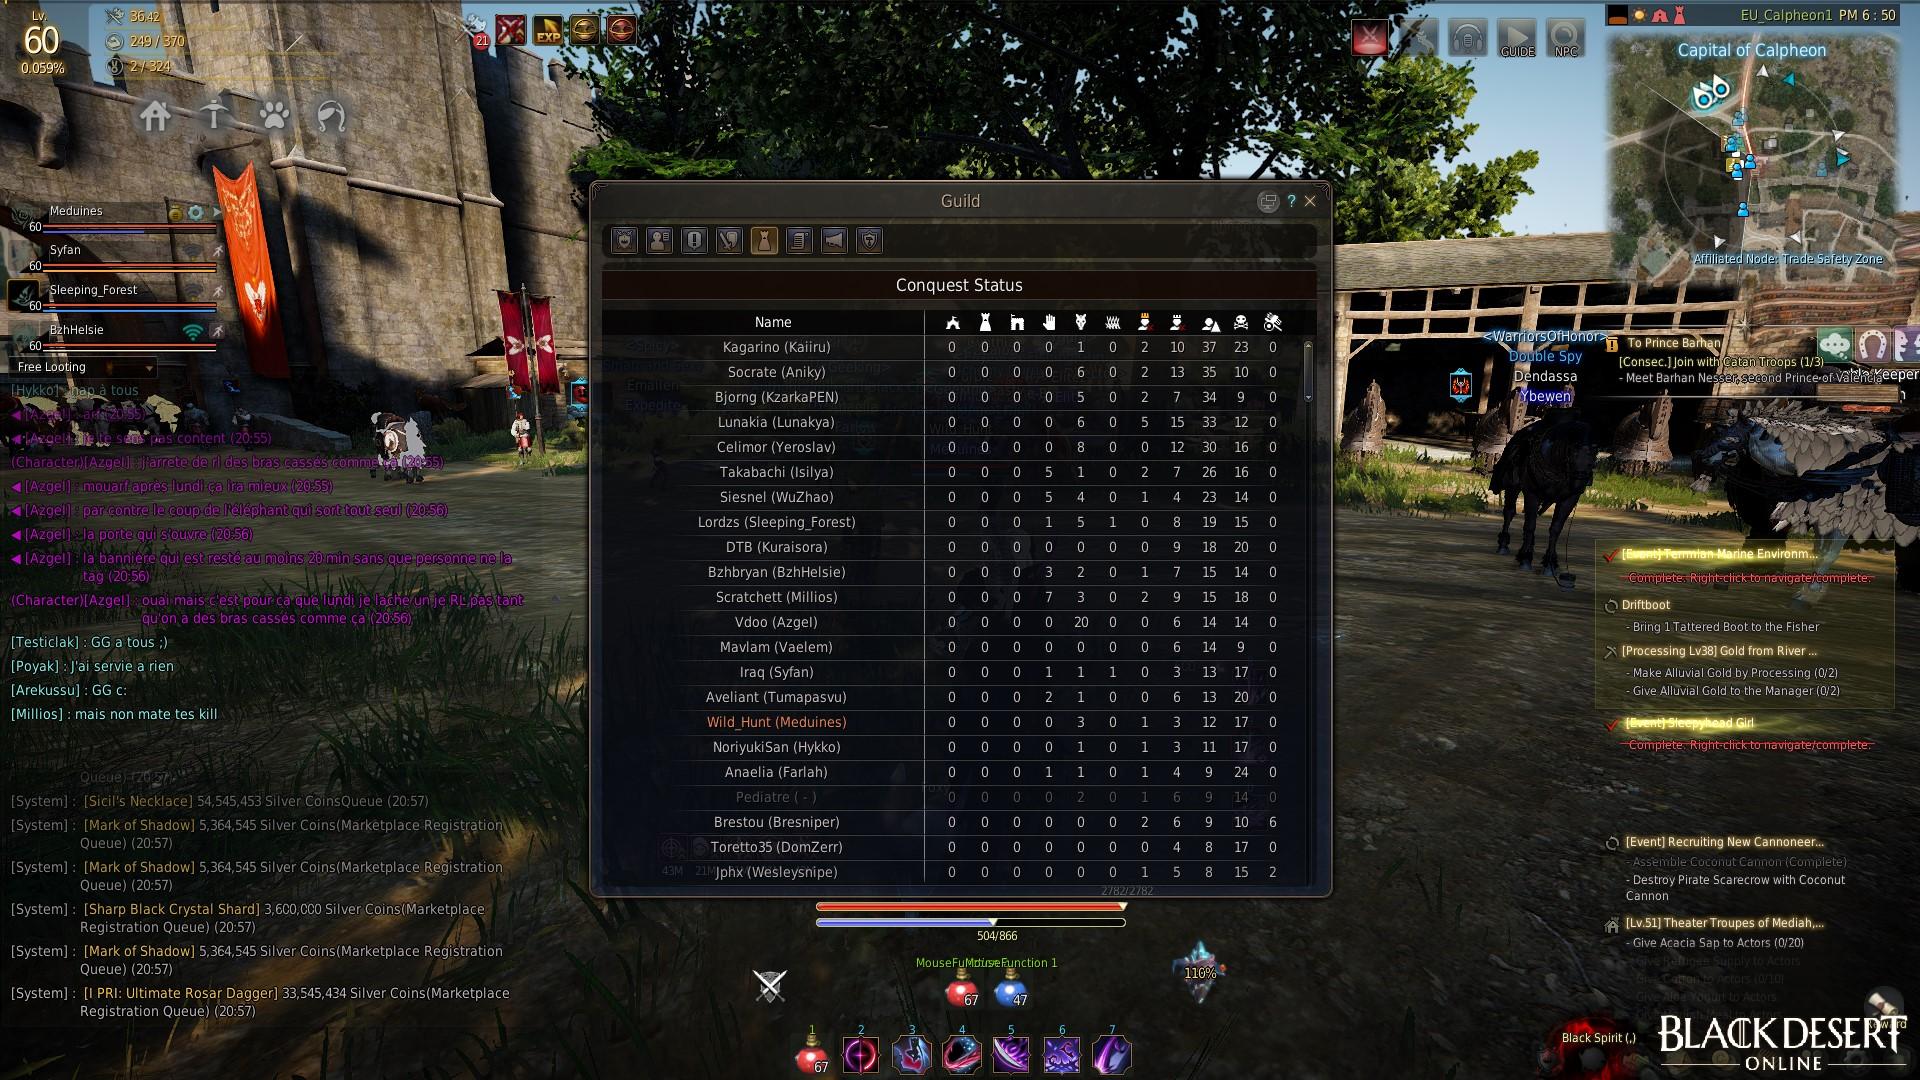 Lv.
60
0.059%
36.42
249 / 370
2 / 324
21
EXP
GUIDE
NPC
EU_Calpheon1 PM 6 : 50
Capital of Calpheon
Affiliated Node: Trade Safety Zone
Meduines
60
Syfan
60
Sleeping_Forest
60
BzhHelsie
60
Free Looting
[Azgel] : je te sens pas content (20:55)
(Character)[Azgel] : j'arrete de rl des bras cassés comme ça (20:55)
[Azgel] : mouarf après lundi ça ira mieux (20:55)
[Azgel] : par contre le coup de l'éléphant qui sort tout seul (20:56)
[Azgel] : la porte qui s'ouvre (20:56)
[Azgel] : la bannière qui est resté au moins 20 min sans que personne ne la
tag (20:56)
(Character)[Azgel] : ouai mais c'est pour ca que lundi je lache un je RL pas tant
qu'on a des bras cassés comme ça (20:56)
[Testiclak] : GG a tous ;)
[Poyak] : J'ai servie a rien
[Arekussu] : GG c:
[Millios] : mais non mate tes kill
Queue) (20:57)
[System] : [Sicil's Necklace] 54,545,453 Silver CoinsQueue (20:57)
[System] : [Mark of Shadow] 5,364,545 Silver Coins(Marketplace Registration
Queue) (20:57)
[System] : [Mark of Shadow] 5,364,545 Silver Coins(Marketplace Registration
Queue) (20:57)
[System] : [Sharp Black Crystal Shard] 3,600,000 Silver Coins(Marketplace
Registration Queue) (20:57)
[System] : [Mark of Shadow] 5,364,545 Silver Coins(Marketplace Registration
Queue) (20:57)
[System] : [I PRI: Ultimate Rosar Dagger] 33,545,434 Silver Coins(Marketplace
Registration Queue) (20:57)
Guild
?
Conquest Status
Name
Kagarino (Kaiiru) 0 0 0 0 1 0 2 10 37 23 0
Socrate (Aniky) 0 0 0 0 6 0 2 13 35 10 0
Bjorng (KzarkaPEN) 0 0 0 0 5 0 2 7 34 9 0
Lunakia (Lunakya) 0 0 0 0 6 0 5 15 33 12 0
Celimor (Yeroslav) 0 0 0 0 8 0 0 12 30 16 0
Takabachi (Isilya) 0 0 0 5 1 0 2 7 26 16 0
Siesnel (WuZhao) 0 0 0 5 4 0 1 4 23 14 0
Lordzs (Sleeping_Forest) 0 0 0 1 5 1 0 8 19 15 0
DTB (Kuraisora) 0 0 0 0 0 0 0 9 18 20 0
Bzhbryan (BzhHelsie) 0 0 0 3 2 0 1 7 15 14 0
Scratchett (Millios) 0 0 0 7 3 0 2 9 15 18 0
Vdoo (Azgel) 0 0 0 0 20 0 0 6 14 14 0
Mavlam (Vaelem) 0 0 0 0 0 0 0 6 14 9 0
Iraq (Syfan) 0 0 0 1 1 1 0 3 13 17 0
Aveliant (Tumapasvu) 0 0 0 2 1 0 0 6 13 20 0
Wild_Hunt (Meduines) 0 0 0 0 3 0 1 3 12 17 0
NoriyukiSan (Hykko) 0 0 0 0 1 0 1 3 11 17 0
Anaelia (Farlah) 0 0 0 1 1 0 1 4 9 24 0
Pediatre ( - ) 0 0 0 0 2 0 1 6 9 14 0
Brestou (Bresniper) 0 0 0 0 0 0 2 6 9 10 6
Toretto35 (DomZerr) 0 0 0 0 0 0 0 4 8 17 0
Jphx (Wesleysnipe) 0 0 0 0 0 0 1 5 8 15 2
2782/2782
504/866
MouseFunction 1
67
47
110%
1 2 3 4 5 6 7
67
<WarriorsOfHonor>
Double Spy
Dendassa
Ybewen
To Prince Barhan
[Consec.] Join with Catan Troops (1/3)
- Meet Barhan Nesser, second Prince of Valencia
[Event] Terrmian Marine Environm...
Complete. Right-click to navigate/complete.
Driftboot
- Bring 1 Tattered Boot to the Fisher
[Processing Lv38] Gold from River ...
- Make Alluvial Gold by Processing (0/2)
- Give Alluvial Gold to the Manager (0/2)
[Event] Sleepyhead Girl
Complete. Right-click to navigate/complete.
[Event] Recruiting New Cannoneer...
- Assemble Coconut Cannon (Complete)
- Destroy Pirate Scarecrow with Coconut
Cannon
[Lv.51] Theater Troupes of Mediah,...
- Give Acacia Sap to Actors (0/20)
Black Spirit (,)
BLACK DESERT
ONLINE